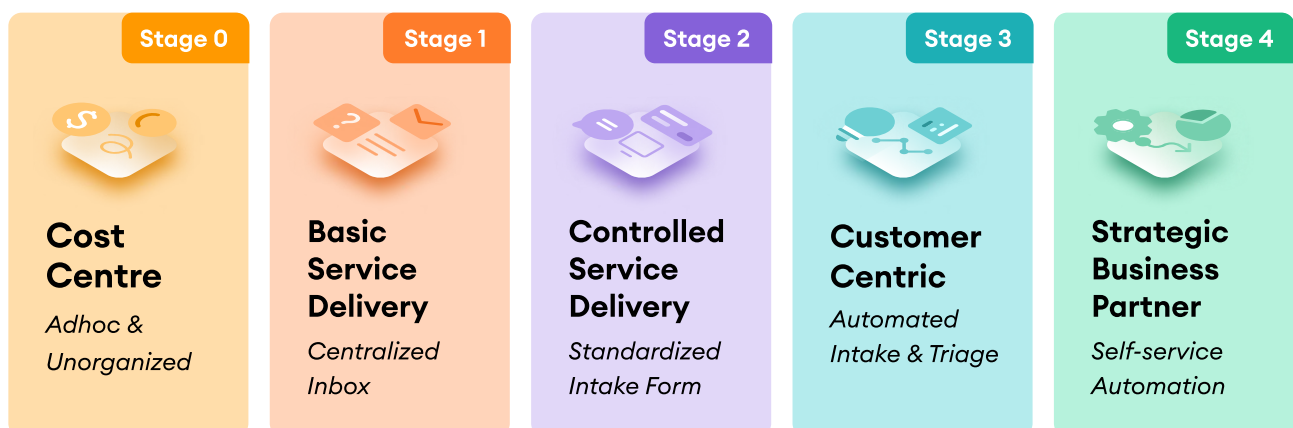 Stage 0
Cost
Centre
Adhoc &
Unorganized
Stage 1
Basic
Service
Delivery
Centralized
Inbox
Stage 2
Controlled
Service
Delivery
Standardized
Intake Form
Stage 3
Customer
Centric
Automated
Intake & Triage
Stage 4
Strategic
Business
Partner
Self-service
Automation